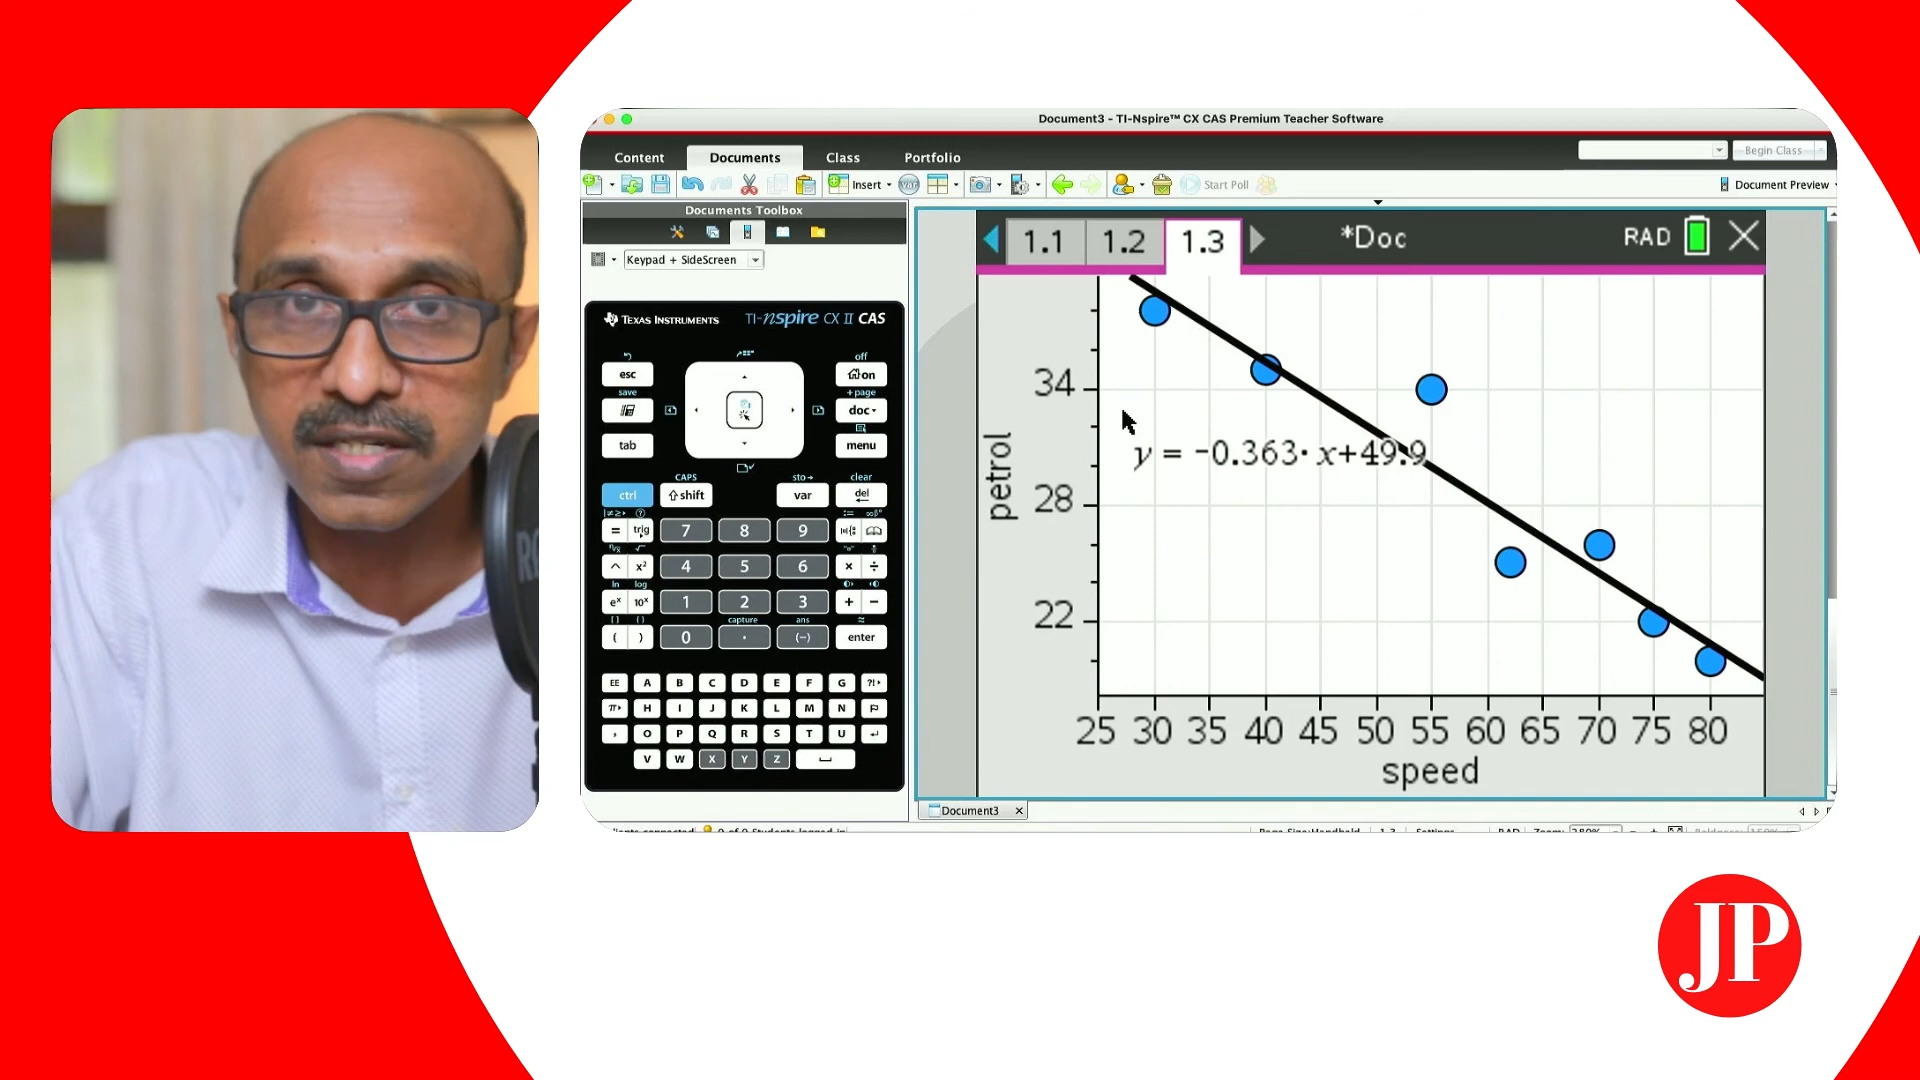 Document3 - TI-Nspire™ CX CAS Premium Teacher Software
Content Documents Class Portfolio Begin Class
Insert var Start Poll Document Preview
Documents Toolbox
Keypad + SideScreen
TEXAS INSTRUMENTS TI-nspire CX II CAS
off
esc on
save +page
doc
tab menu
CAPS sto→ clear
ctrl shift var del
= trig 7 8 9
^ x² 4 5 6 × ÷
ln log
eˣ 10ˣ 1 2 3 + −
capture ans ≈
( ) 0 . (−) enter
EE A B C D E F G ?!
π H I J K L M N
, O P Q R S T U
V W X Y Z
1.1 1.2 1.3 *Doc RAD
34
28
22
petrol
y = -0.363· x+49.9
25 30 35 40 45 50 55 60 65 70 75 80
speed
Document3
JP